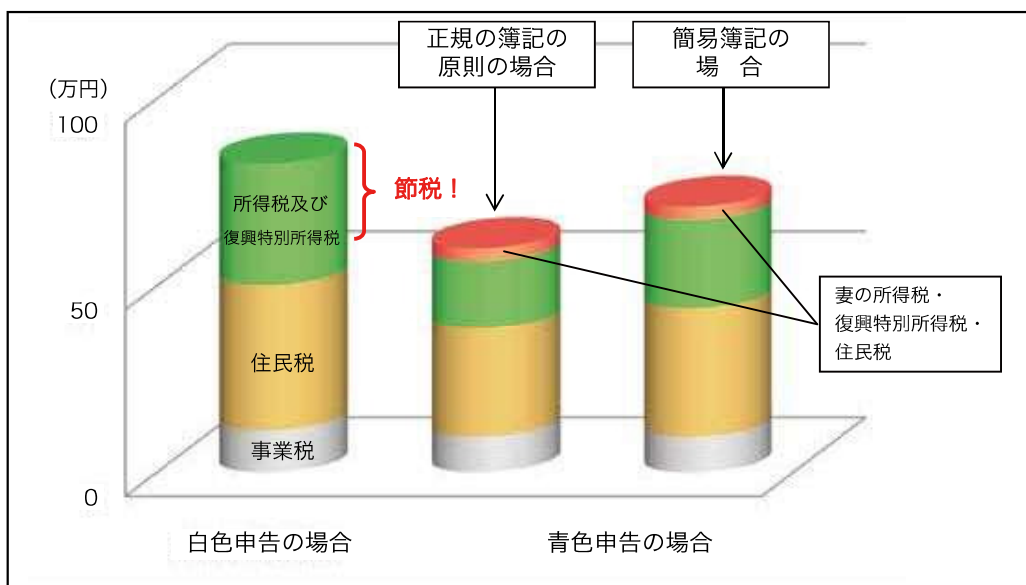 正規の簿記の
原則の場合
簡易簿記の
場 合
(万円)
100
50
0
所得税及び
復興特別所得税
住民税
事業税
節税！
妻の所得税・
復興特別所得税・
住民税
白色申告の場合
青色申告の場合